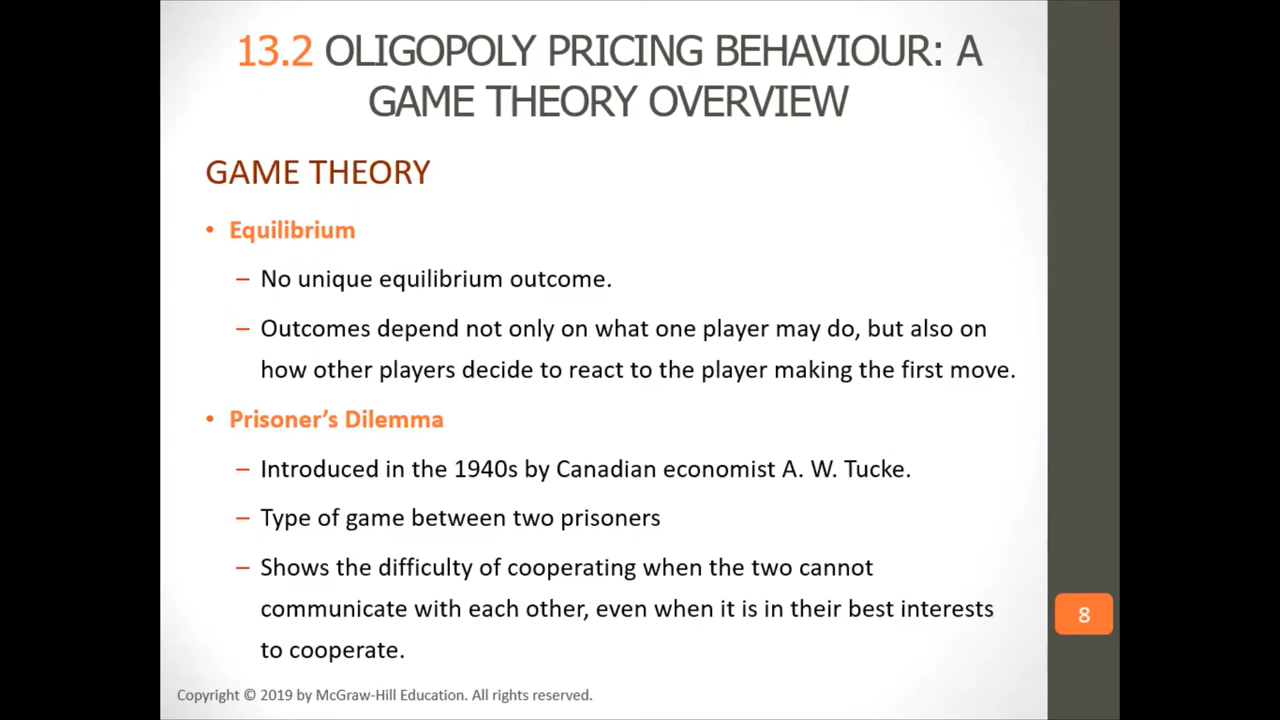 13.2 OLIGOPOLY PRICING BEHAVIOUR: A
GAME THEORY OVERVIEW
GAME THEORY
• Equilibrium
– No unique equilibrium outcome.
– Outcomes depend not only on what one player may do, but also on
how other players decide to react to the player making the first move.
• Prisoner’s Dilemma
– Introduced in the 1940s by Canadian economist A. W. Tucke.
– Type of game between two prisoners
– Shows the difficulty of cooperating when the two cannot
communicate with each other, even when it is in their best interests
to cooperate.
8
Copyright © 2019 by McGraw-Hill Education. All rights reserved.